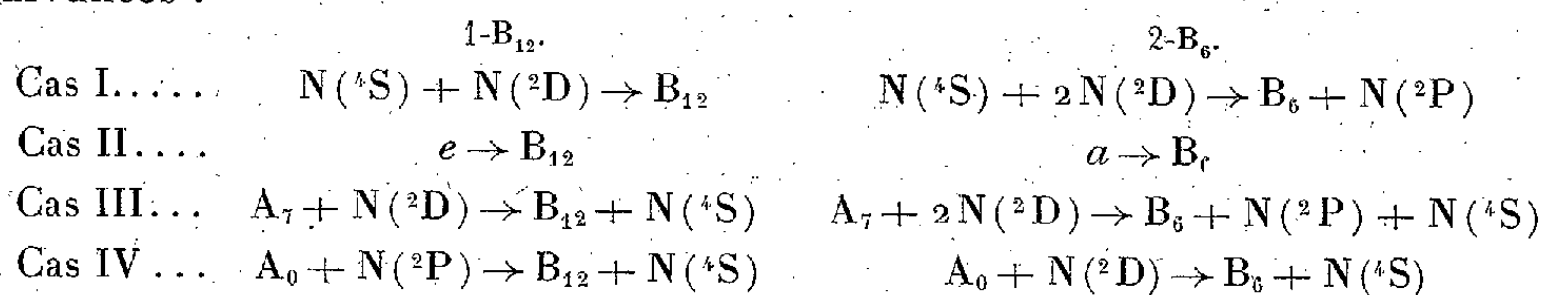 1-B₁₂. 2-B₆.
Cas I..... N(⁴S) + N(²D) → B₁₂ N(⁴S) + 2N(²D) → B₆ + N(²P)
Cas II.... e → B₁₂ a → B₆
Cas III... A₇ + N(²D) → B₁₂ + N(⁴S) A₇ + 2N(²D) → B₆ + N(²P) + N(⁴S)
Cas IV... A₀ + N(²P) → B₁₂ + N(⁴S) A₀ + N(²D) → B₆ + N(⁴S)